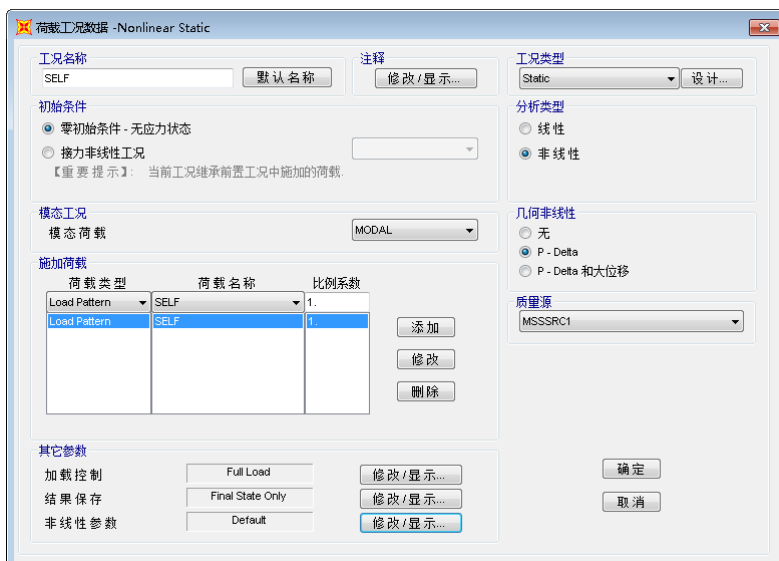 荷载工况数据 -Nonlinear Static
工况名称
SELF
默认名称
注释
修改/显示...
工况类型
Static
设计...
初始条件
零初始条件 - 无应力状态
接力非线性工况
【重要提示】: 当前工况继承前置工况中施加的荷载.
分析类型
线性
非线性
模态工况
模态荷载
MODAL
几何非线性
无
P - Delta
P - Delta 和大位移
施加荷载
荷载类型 荷载名称 比例系数
Load Pattern SELF 1.
Load Pattern SELF 1.
添加
修改
删除
质量源
MSSSRC1
其它参数
加载控制 Full Load 修改/显示...
结果保存 Final State Only 修改/显示...
非线性参数 Default 修改/显示...
确定
取消